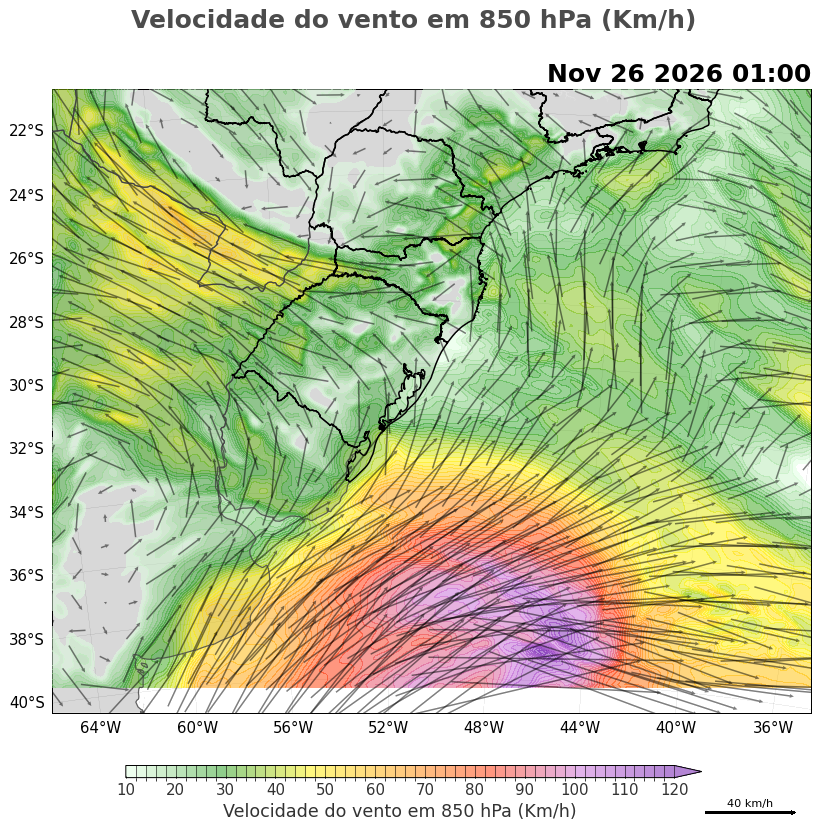 Velocidade do vento em 850 hPa (Km/h)
Nov 26 2026 01:00
22°S
24°S
26°S
28°S
30°S
32°S
34°S
36°S
38°S
40°S
64°W 60°W 56°W 52°W 48°W 44°W 40°W 36°W
10 20 30 40 50 60 70 80 90 100 110 120
Velocidade do vento em 850 hPa (Km/h)
40 km/h